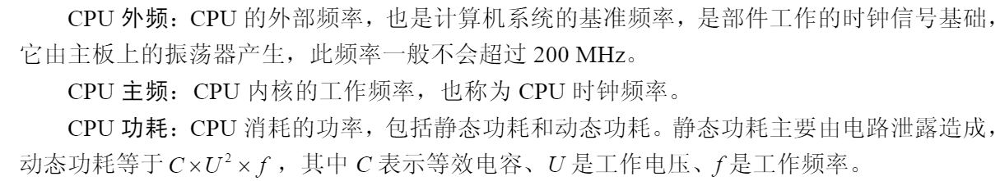 CPU 外频：CPU 的外部频率，也是计算机系统的基准频率，是部件工作的时钟信号基础，
它由主板上的振荡器产生，此频率一般不会超过 200 MHz。
CPU 主频：CPU 内核的工作频率，也称为 CPU 时钟频率。
CPU 功耗：CPU 消耗的功率，包括静态功耗和动态功耗。静态功耗主要由电路泄露造成，
动态功耗等于 C×U²×f，其中 C 表示等效电容、U 是工作电压、f 是工作频率。